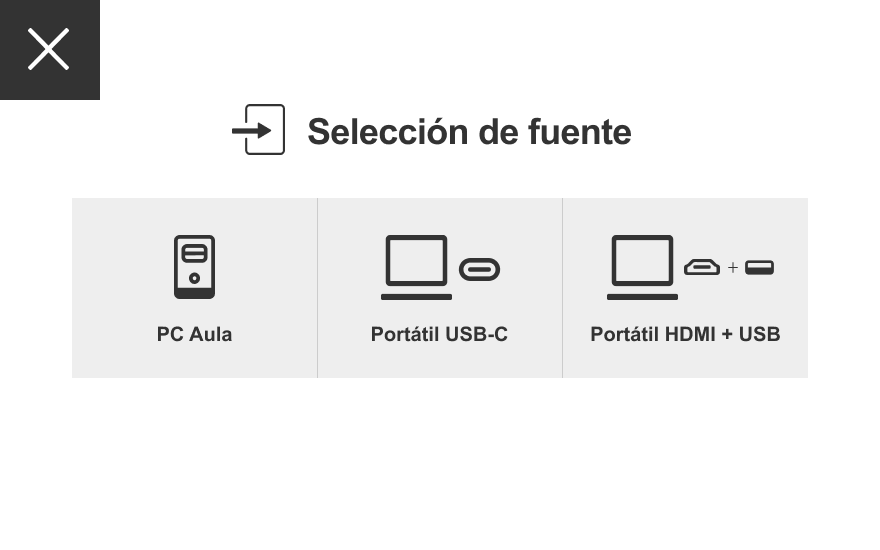 Selección de fuente
PC Aula
Portátil USB-C
Portátil HDMI + USB